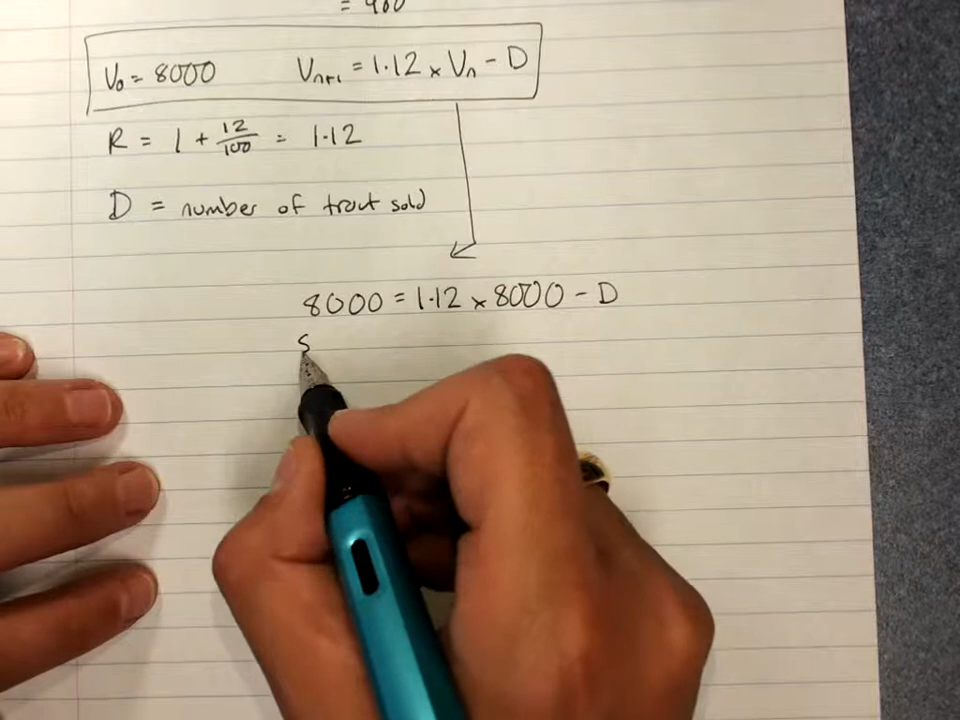 = 960
V₀ = 8000 Vₙ₊₁ = 1.12 × Vₙ - D
R = 1 + 12/100 = 1.12
D = number of trout sold
8000 = 1.12 × 8000 - D
S